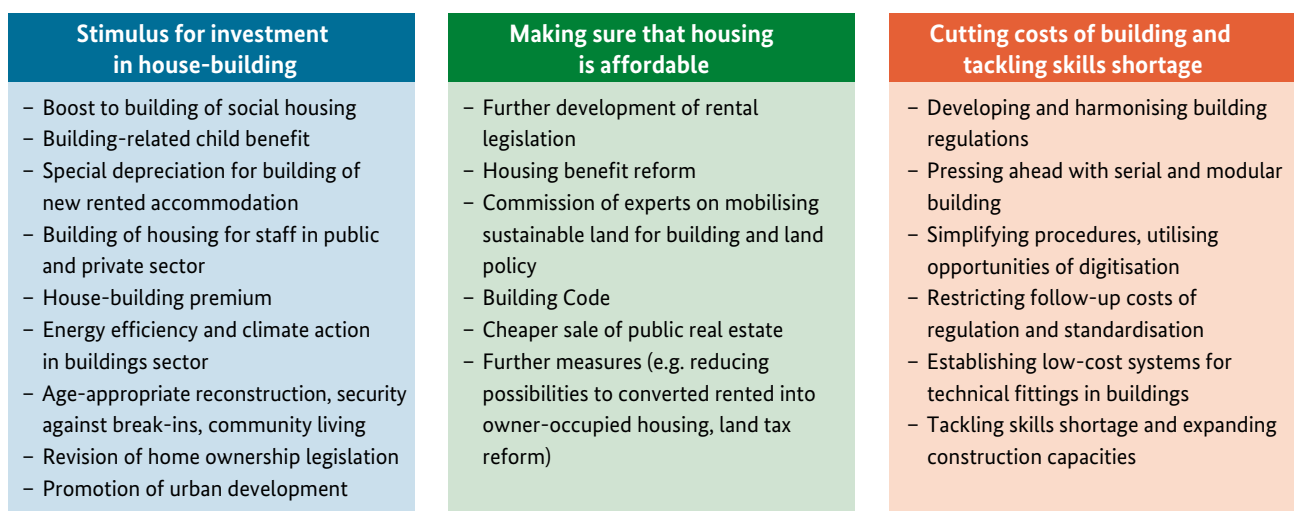 Stimulus for investment
in house-building
– Boost to building of social housing
– Building-related child benefit
– Special depreciation for building of
new rented accommodation
– Building of housing for staff in public
and private sector
– House-building premium
– Energy efficiency and climate action
in buildings sector
– Age-appropriate reconstruction, security
against break-ins, community living
– Revision of home ownership legislation
– Promotion of urban development
Making sure that housing
is affordable
– Further development of rental
legislation
– Housing benefit reform
– Commission of experts on mobilising
sustainable land for building and land
policy
– Building Code
– Cheaper sale of public real estate
– Further measures (e.g. reducing
possibilities to converted rented into
owner-occupied housing, land tax
reform)
Cutting costs of building and
tackling skills shortage
– Developing and harmonising building
regulations
– Pressing ahead with serial and modular
building
– Simplifying procedures, utilising
opportunities of digitisation
– Restricting follow-up costs of
regulation and standardisation
– Establishing low-cost systems for
technical fittings in buildings
– Tackling skills shortage and expanding
construction capacities